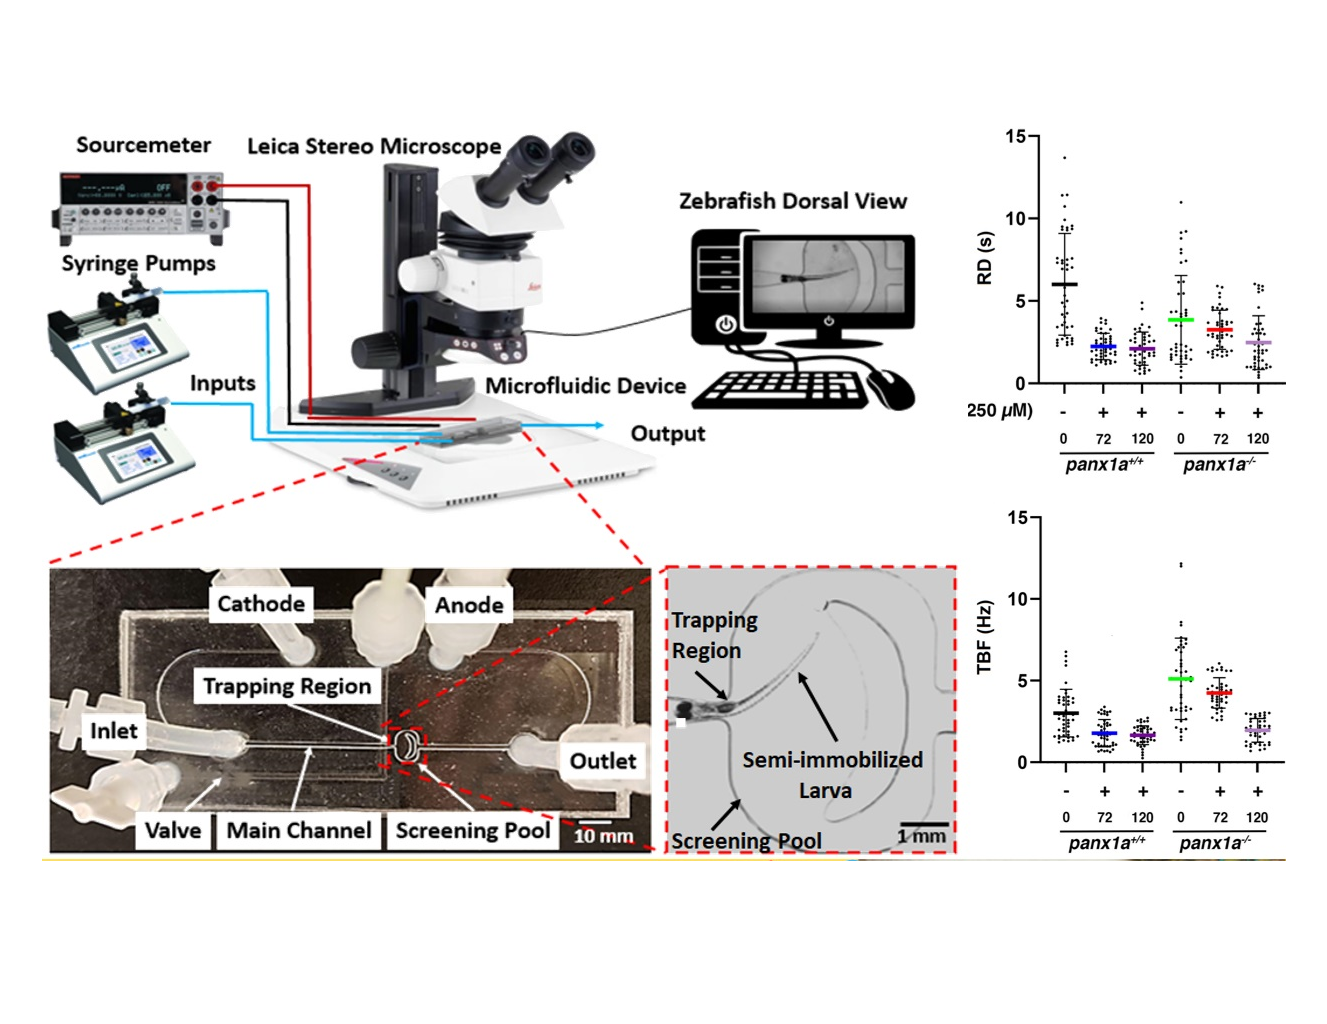 Sourcemeter
Leica Stereo Microscope
Zebrafish Dorsal View
OFF
Syringe Pumps
Inputs
Microfluidic Device
Output
Cathode
Anode
Trapping Region
Inlet
Outlet
Valve
Main Channel
Screening Pool
10 mm
Trapping
Region
Semi-immobilized
Larva
Screening Pool
1 mm
15
10
5
0
RD (s)
250 µM) - + + - + +
0 72 120 0 72 120
panx1a+/+ panx1a-/-
15
10
5
0
TBF (Hz)
- + + - + +
0 72 120 0 72 120
panx1a+/+ panx1a-/-